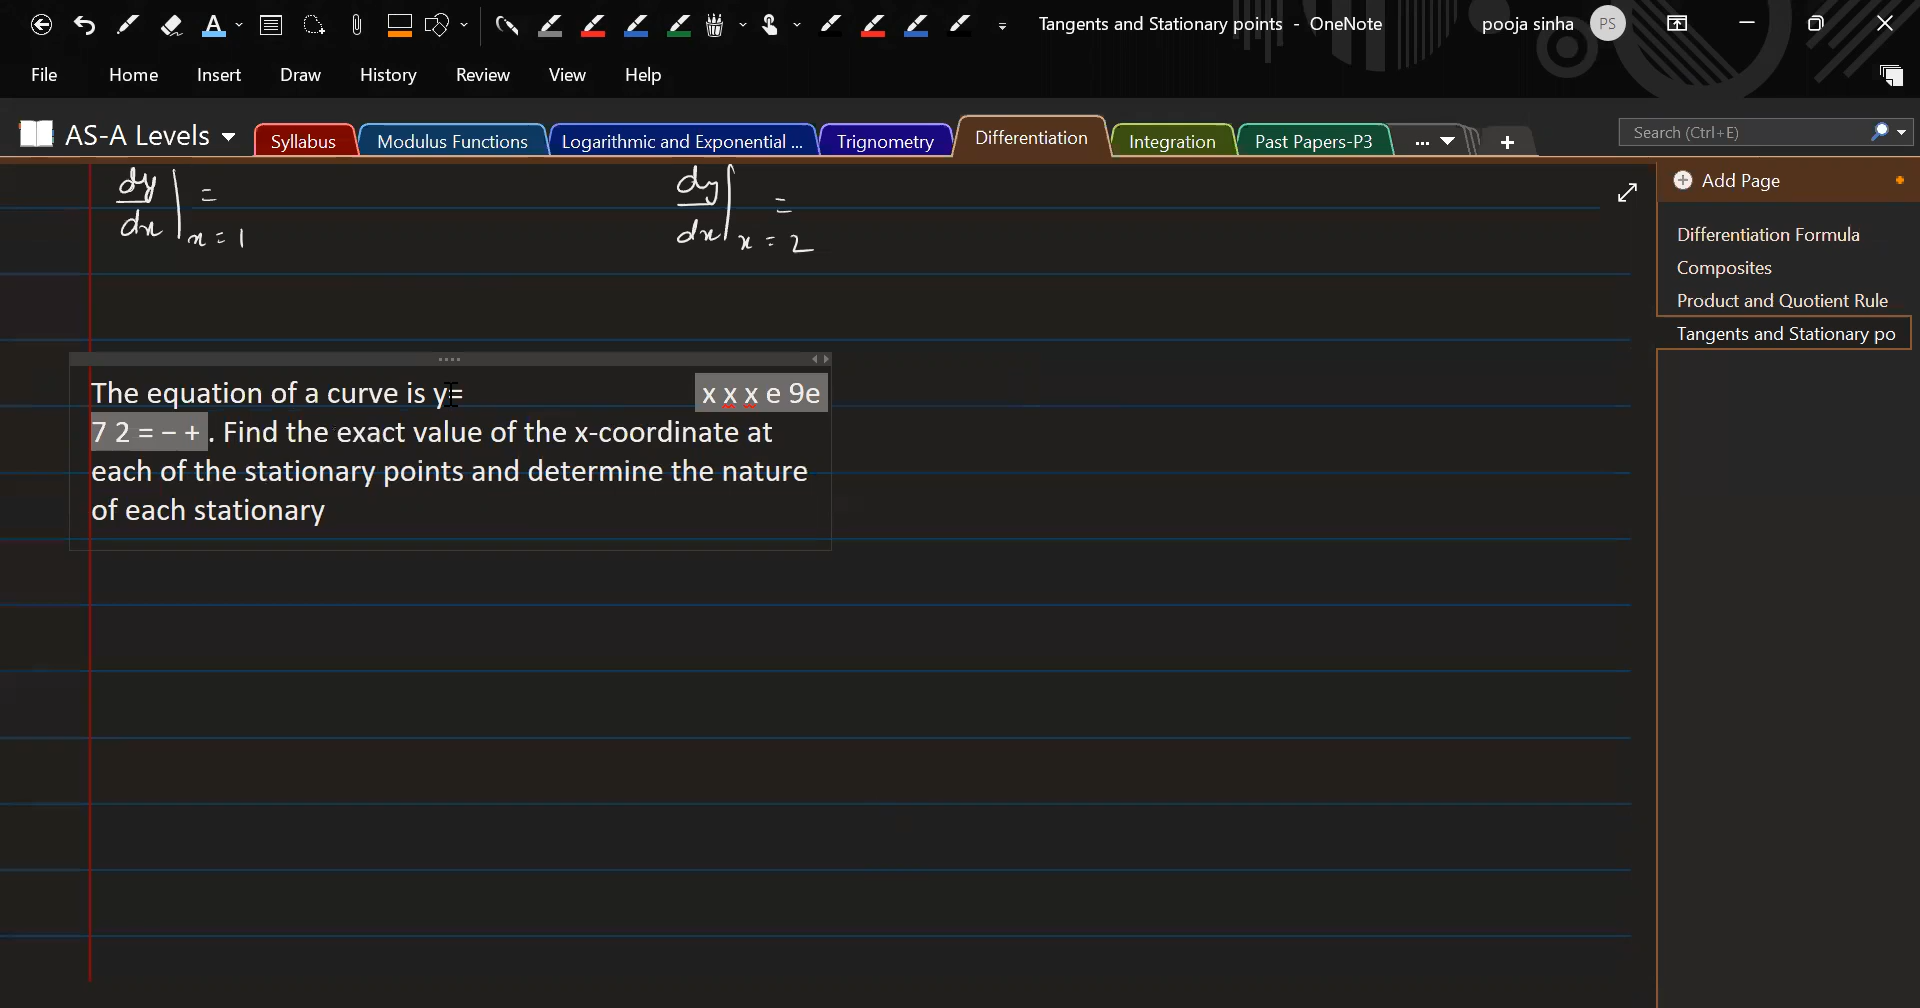 Tangents and Stationary points - OneNote
pooja sinha PS
File Home Insert Draw History Review View Help
AS-A Levels
Syllabus Modulus Functions Logarithmic and Exponential ... Trignometry Differentiation Integration Past Papers-P3 ... +
Search (Ctrl+E)
Add Page
Differentiation Formula
Composites
Product and Quotient Rule
Tangents and Stationary po
dy/dx | x = 1 =
dy/dx | x = 2 =
The equation of a curve is y= x x x e 9e
7 2 = − + . Find the exact value of the x-coordinate at
each of the stationary points and determine the nature
of each stationary